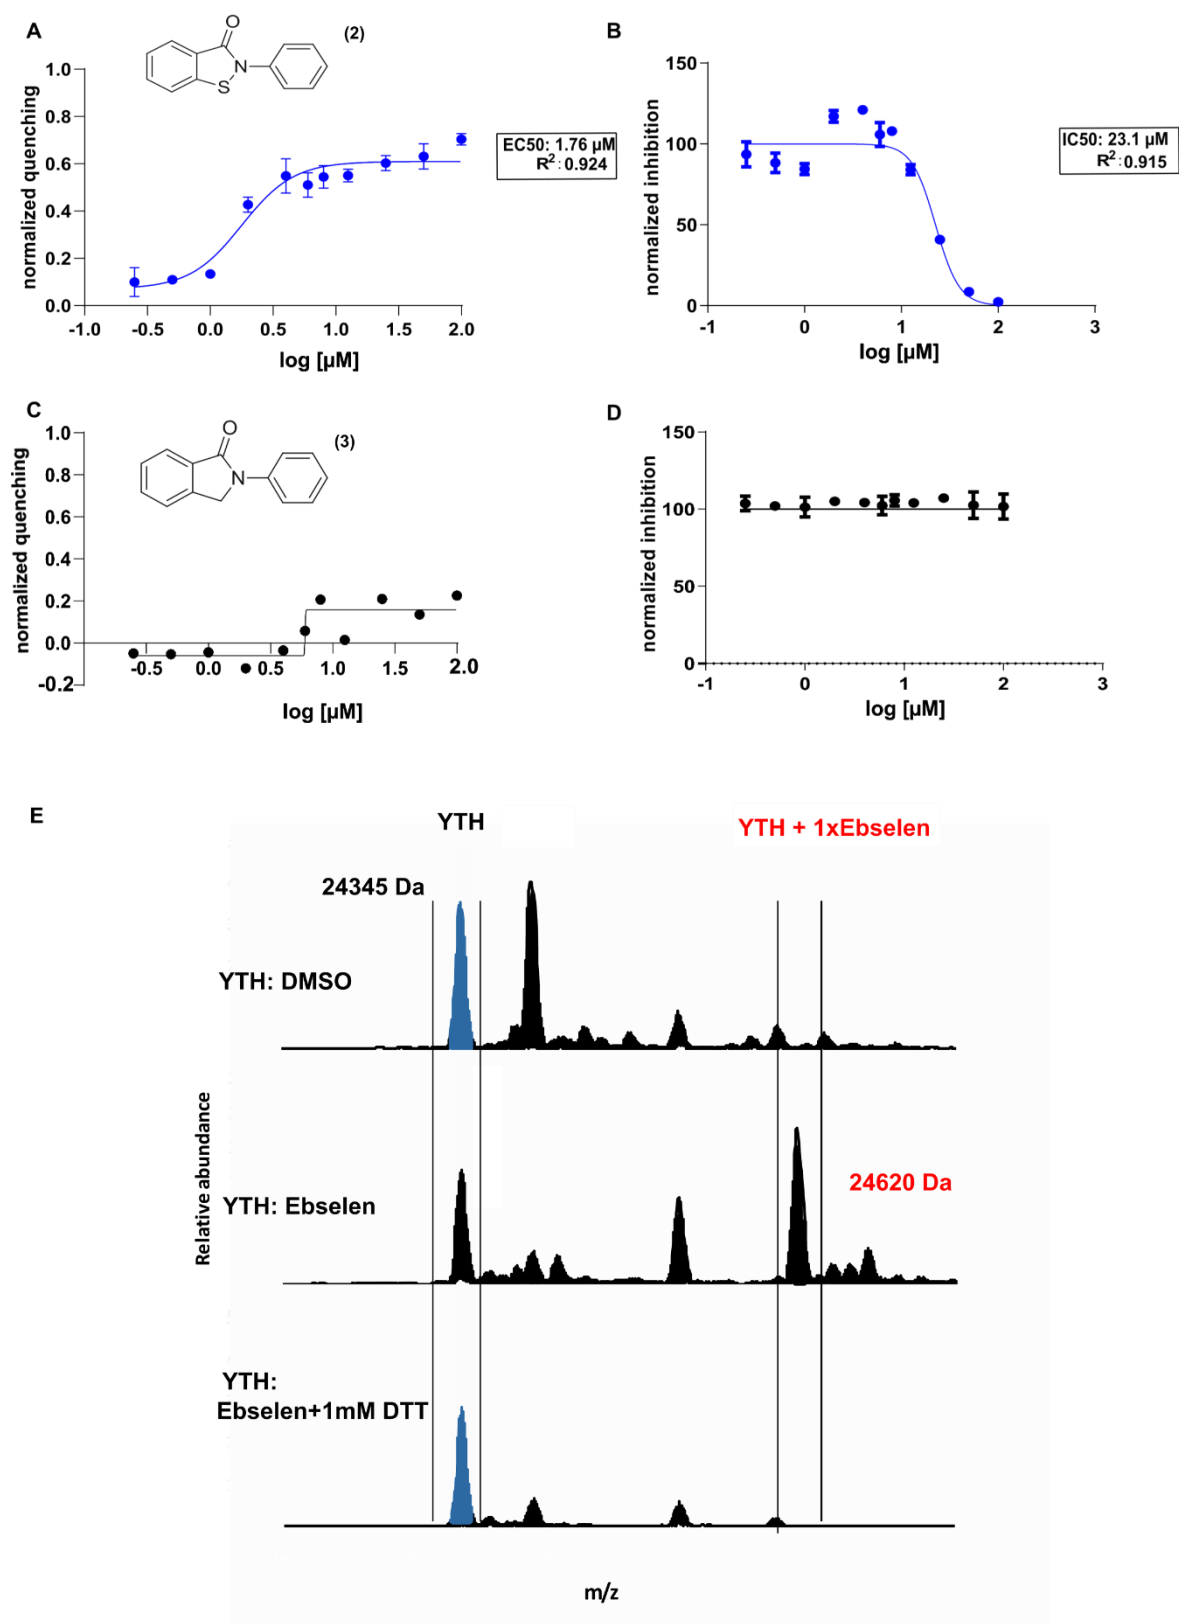 A
(2)
O
N
S
1.0
0.8
0.6
0.4
0.2
0.0
normalized quenching
-1.0 -0.5 0.0 0.5 1.0 1.5 2.0
log [µM]
EC50: 1.76 µM
R²: 0.924
B
150
100
50
0
normalized inhibition
-1 0 1 2 3
log [µM]
IC50: 23.1 µM
R²: 0.915
C
(3)
O
N
1.0
0.8
0.6
0.4
0.2
0.0
-0.2
normalized quenching
-0.5 0.0 0.5 1.0 1.5 2.0
log [µM]
D
150
100
50
0
normalized inhibition
-1 0 1 2 3
log [µM]
E
YTH
YTH + 1xEbselen
24345 Da
YTH: DMSO
Relative abundance
24620 Da
YTH: Ebselen
YTH:
Ebselen+1mM DTT
m/z